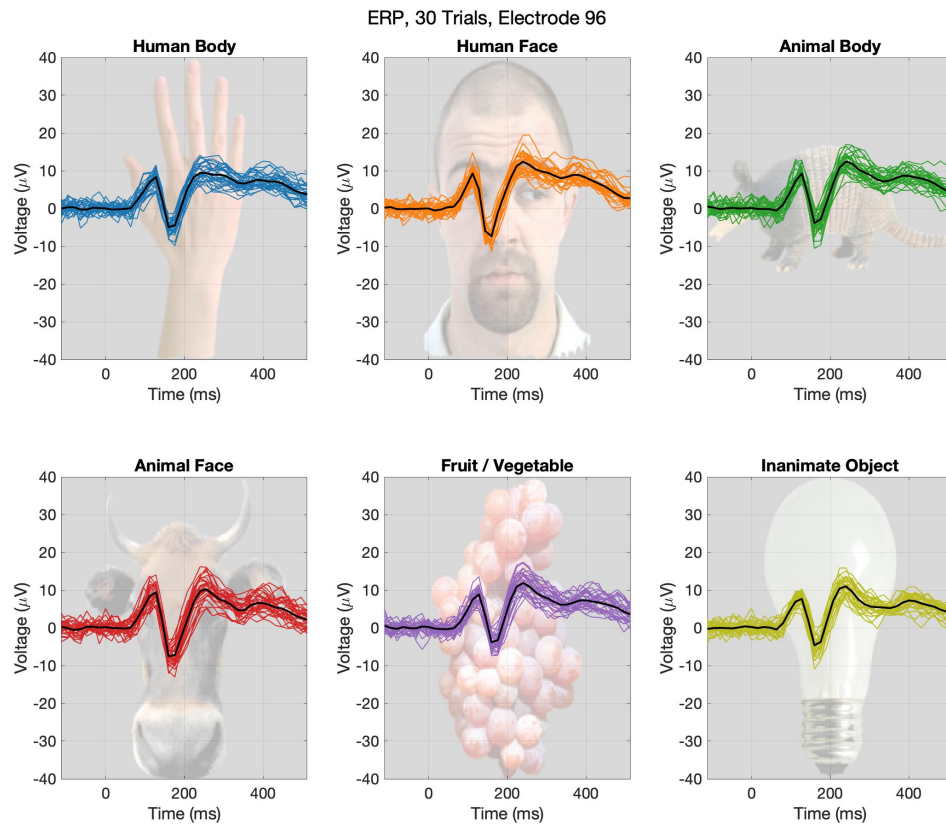 ERP, 30 Trials, Electrode 96
Human Body
40
30
20
10
0
-10
-20
-30
-40
Voltage (μV)
0 200 400
Time (ms)
Human Face
40
30
20
10
0
-10
-20
-30
-40
Voltage (μV)
0 200 400
Time (ms)
Animal Body
40
30
20
10
0
-10
-20
-30
-40
Voltage (μV)
0 200 400
Time (ms)
Animal Face
40
30
20
10
0
-10
-20
-30
-40
Voltage (μV)
0 200 400
Time (ms)
Fruit / Vegetable
40
30
20
10
0
-10
-20
-30
-40
Voltage (μV)
0 200 400
Time (ms)
Inanimate Object
40
30
20
10
0
-10
-20
-30
-40
Voltage (μV)
0 200 400
Time (ms)